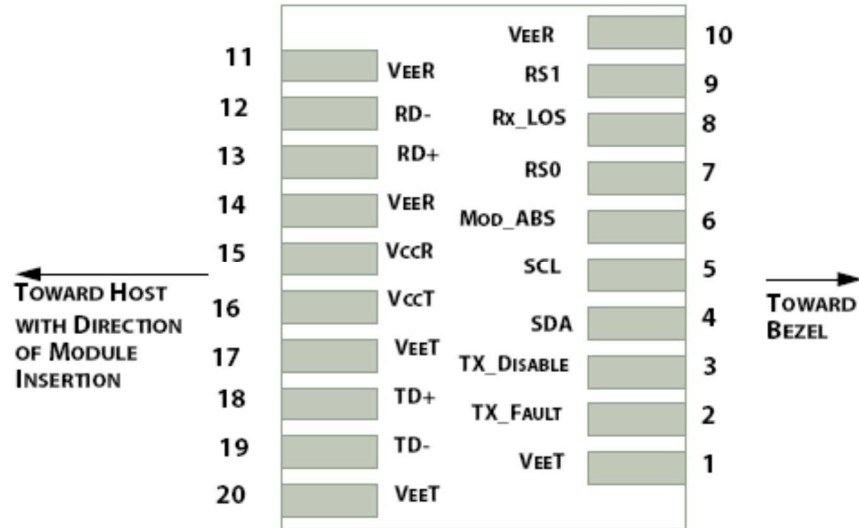 11 VEER
12 RD-
13 RD+
14 VEER
15 VCCR
16 VCCT
17 VEET
18 TD+
19 TD-
20 VEET
VEER 10
RS1 9
RX_LOS 8
RS0 7
MOD_ABS 6
SCL 5
SDA 4
TX_DISABLE 3
TX_FAULT 2
VEET 1
TOWARD HOST
WITH DIRECTION
OF MODULE
INSERTION
TOWARD
BEZEL